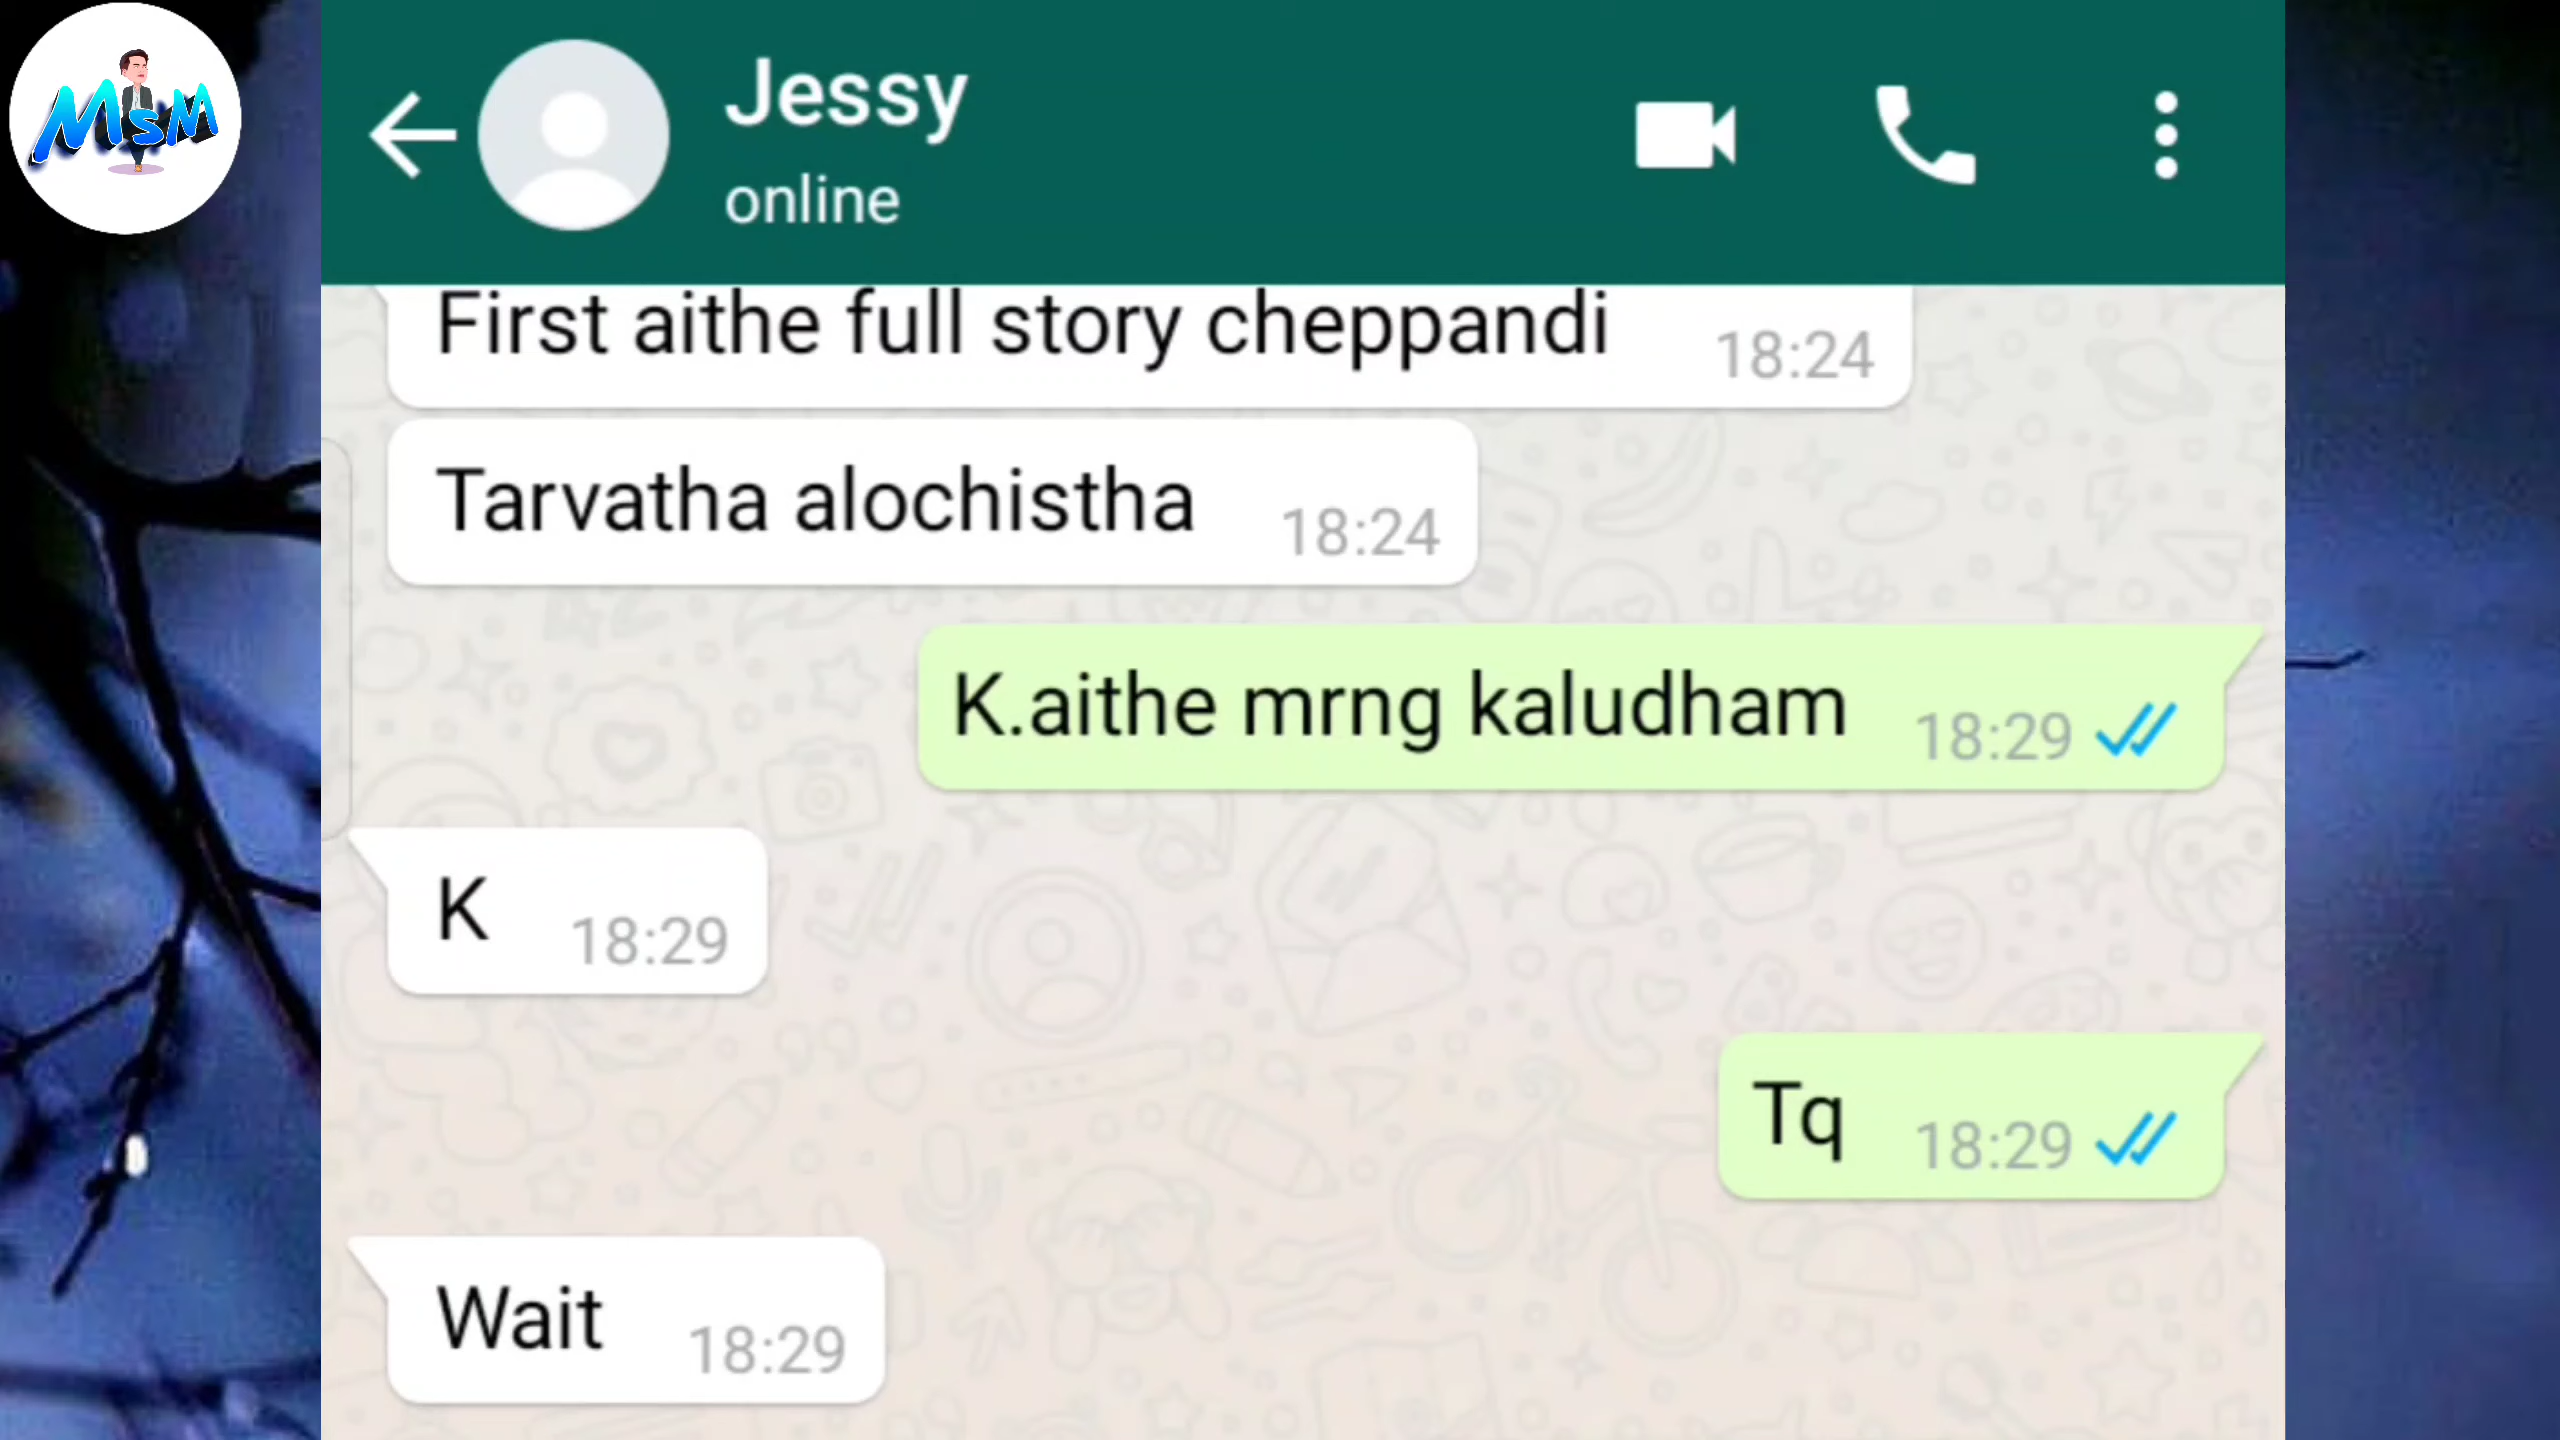 MsM
Jessy
online
First aithe full story cheppandi 18:24
Tarvatha alochistha 18:24
K.aithe mrng kaludham 18:29
K 18:29
Tq 18:29
Wait 18:29